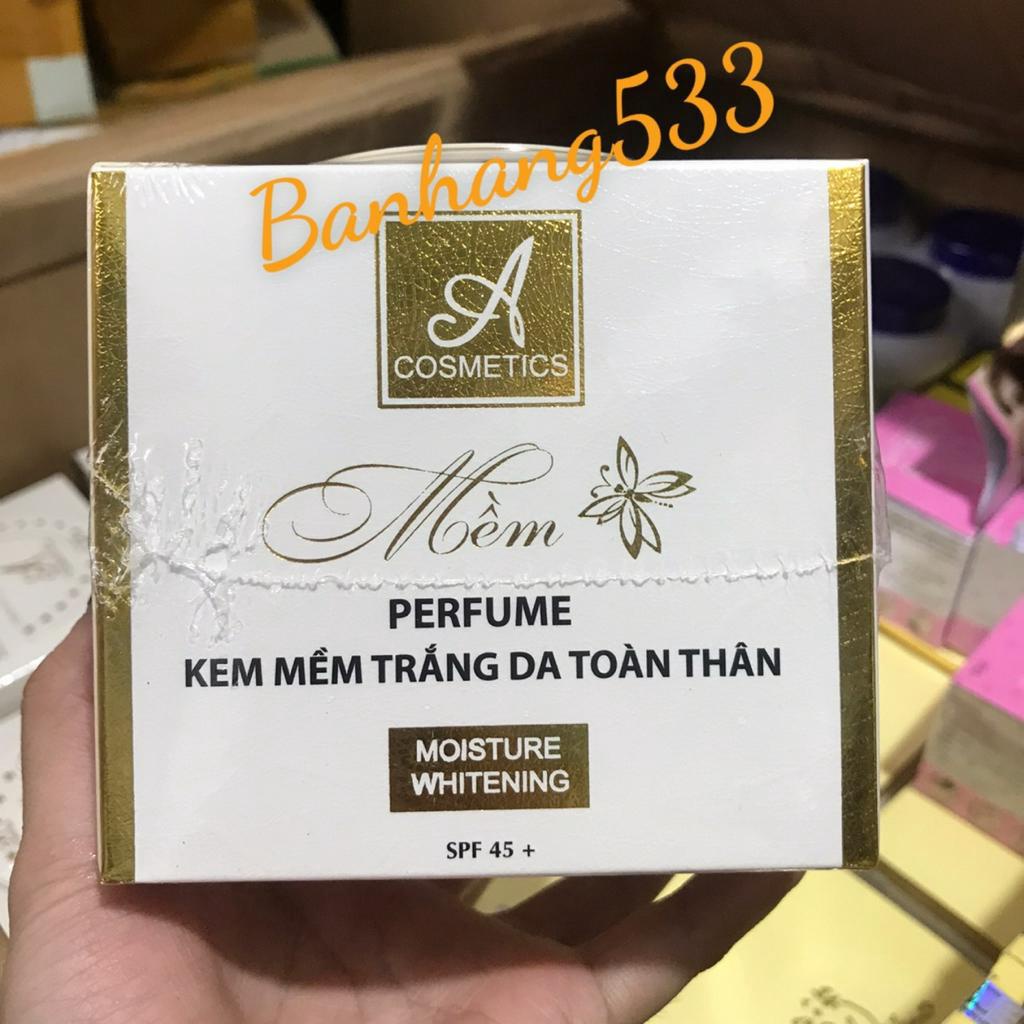 Banhang533
A
COSMETICS
Mềm
PERFUME
KEM MỀM TRẮNG DA TOÀN THÂN
MOISTURE
WHITENING
SPF 45 +